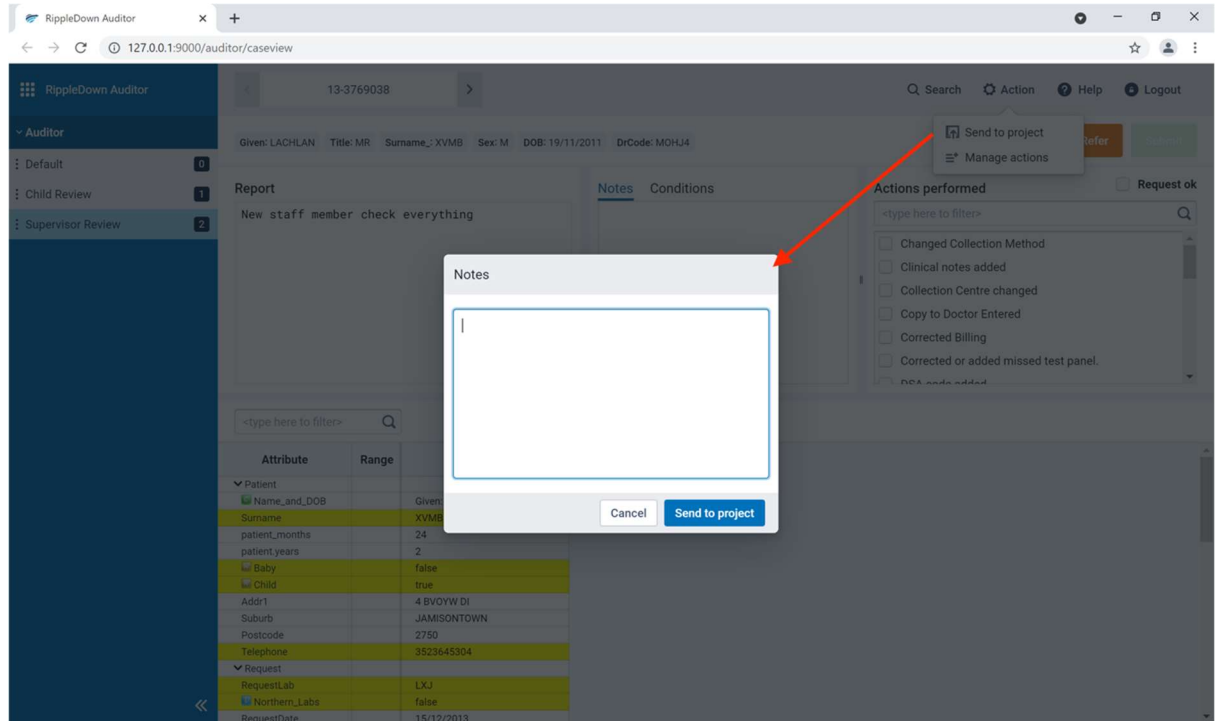 RippleDown Auditor
127.0.0.1:9000/auditor/caseview
RippleDown Auditor
13-3769038
Search Action Help Logout
Auditor
Default 0
Child Review 1
Supervisor Review 2
Given: LACHLAN Title: MR Surname_: XVMB Sex: M DOB: 19/11/2011 DrCode: MOHJ4
Send to project
Manage actions
Refer
Report
New staff member check everything
Notes Conditions
Actions performed
Request ok
<type here to filter>
Changed Collection Method
Clinical notes added
Collection Centre changed
Copy to Doctor Entered
Corrected Billing
Corrected or added missed test panel.
DSA code added
Notes
Cancel Send to project
<type here to filter>
Attribute Range
Patient
Name_and_DOB Given:
Surname XVMB
patient_months 24
patient.years 2
Baby false
Child true
Addr1 4 BVOYW DI
Suburb JAMISONTOWN
Postcode 2750
Telephone 3523645304
Request
RequestLab LXJ
Northern_Labs false
RequestDate 15/12/2013